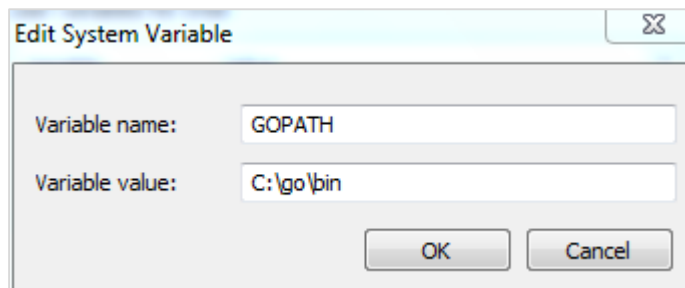 Edit System Variable
Variable name: GOPATH
Variable value: C:\go\bin
OK Cancel